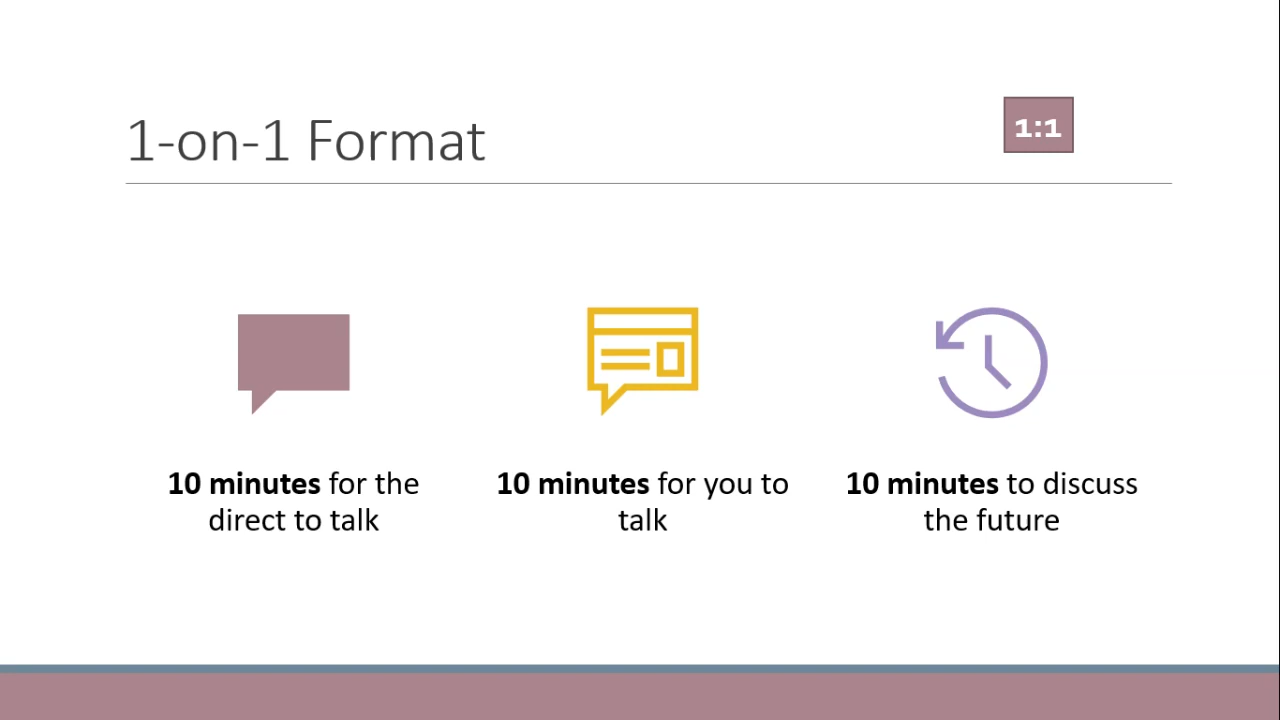 1-on-1 Format
1:1
10 minutes for the
direct to talk
10 minutes for you to
talk
10 minutes to discuss
the future